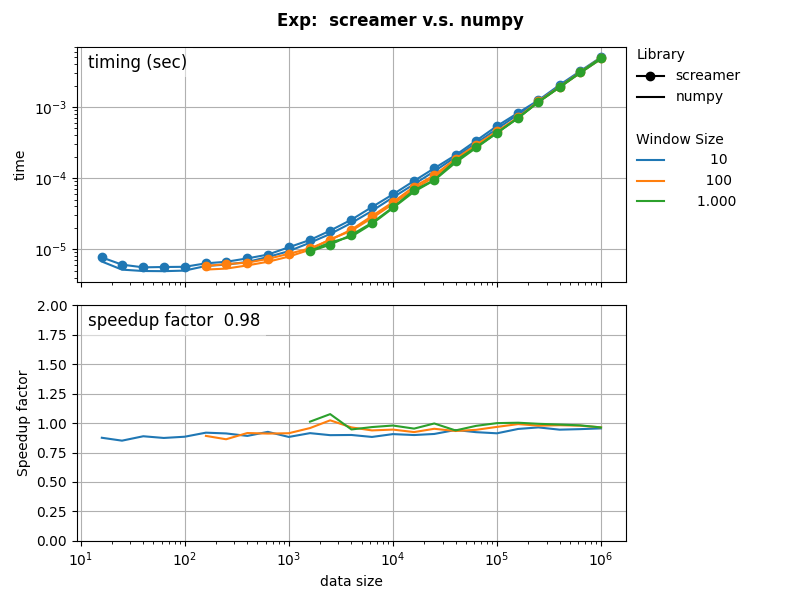 Exp:  screamer v.s. numpy
timing (sec)
time
10⁻³
10⁻⁴
10⁻⁵
Library
screamer
numpy
Window Size
10
100
1.000
speedup factor  0.98
Speedup factor
2.00
1.75
1.50
1.25
1.00
0.75
0.50
0.25
0.00
10¹ 10² 10³ 10⁴ 10⁵ 10⁶
data size